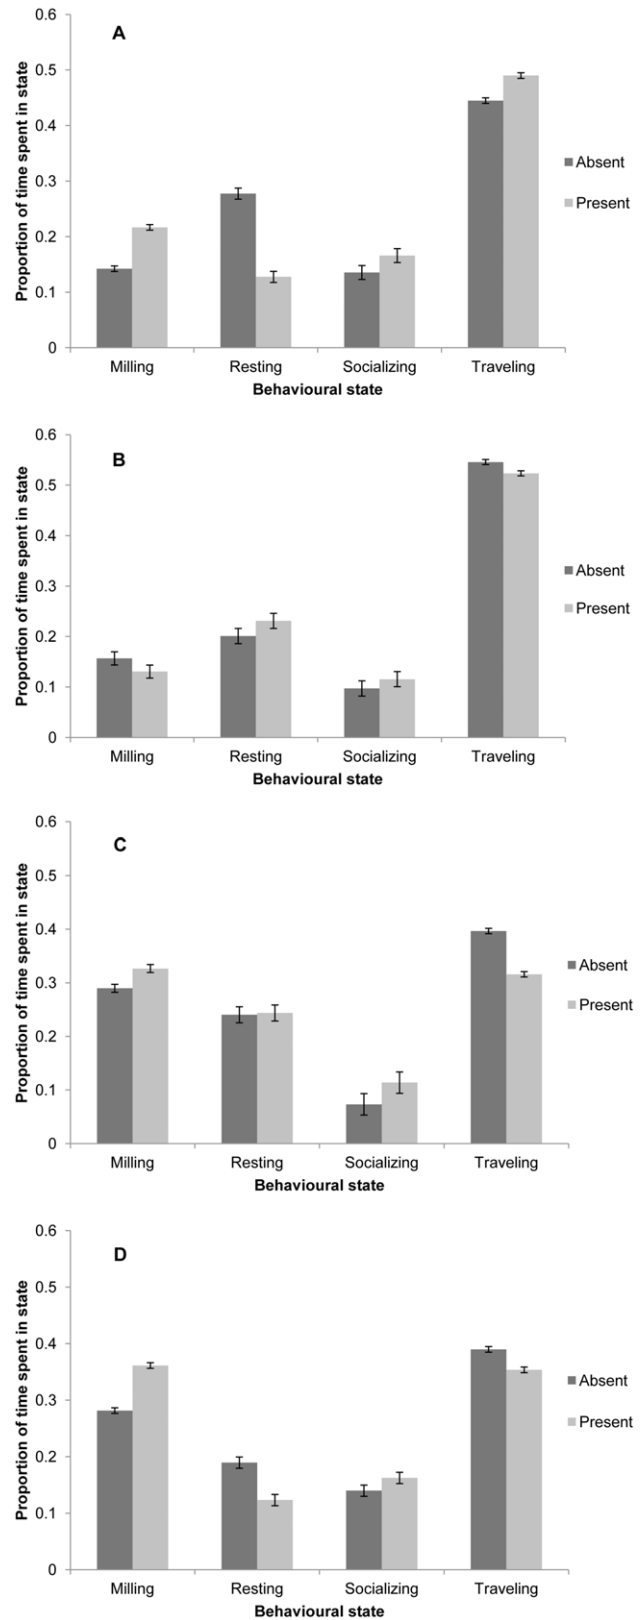 A
Proportion of time spent in state
0.6
0.5
0.4
0.3
0.2
0.1
0
Milling Resting Socializing Traveling
Behavioural state
Absent
Present
B
Proportion of time spent in state
0.6
0.5
0.4
0.3
0.2
0.1
0
Milling Resting Socializing Traveling
Behavioural state
Absent
Present
C
Proportion of time spent in state
0.6
0.5
0.4
0.3
0.2
0.1
0
Milling Resting Socializing Traveling
Behavioural state
Absent
Present
D
Proportion of time spent in state
0.6
0.5
0.4
0.3
0.2
0.1
0
Milling Resting Socializing Traveling
Behavioural state
Absent
Present